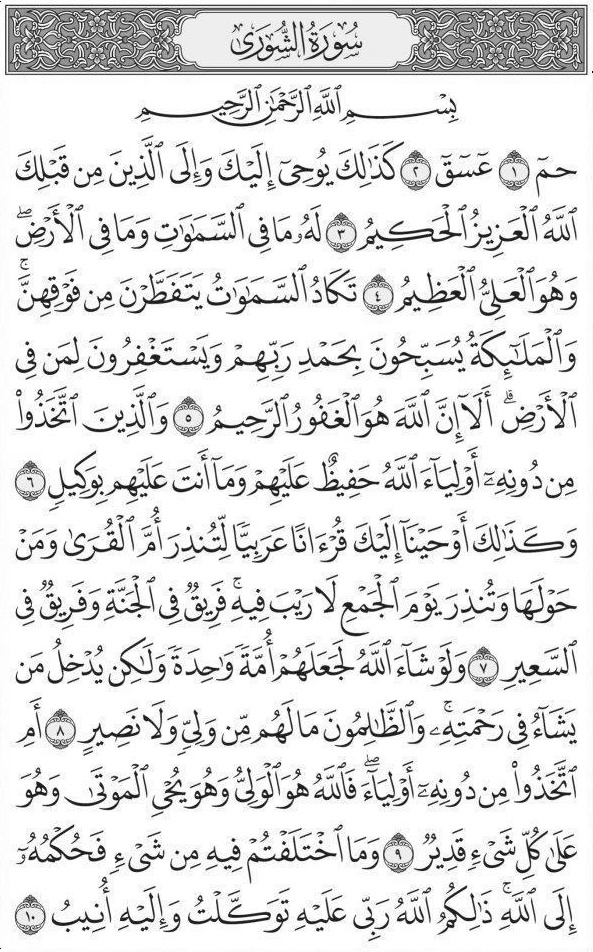 سُورَةُ الشُّورَىٰ
بِسْمِ ٱللَّهِ ٱلرَّحْمَٰنِ ٱلرَّحِيمِ
حمٓ ١ عٓسٓقٓ ٢ كَذَٰلِكَ يُوحِىٓ إِلَيْكَ وَإِلَى ٱلَّذِينَ مِن قَبْلِكَ
ٱللَّهُ ٱلْعَزِيزُ ٱلْحَكِيمُ ٣ لَهُۥ مَا فِى ٱلسَّمَٰوَٰتِ وَمَا فِى ٱلْأَرْضِۖ
وَهُوَ ٱلْعَلِىُّ ٱلْعَظِيمُ ٤ تَكَادُ ٱلسَّمَٰوَٰتُ يَتَفَطَّرْنَ مِن فَوْقِهِنَّۚ
وَٱلْمَلَٰٓئِكَةُ يُسَبِّحُونَ بِحَمْدِ رَبِّهِمْ وَيَسْتَغْفِرُونَ لِمَن فِى
ٱلْأَرْضِۗ أَلَآ إِنَّ ٱللَّهَ هُوَ ٱلْغَفُورُ ٱلرَّحِيمُ ٥ وَٱلَّذِينَ ٱتَّخَذُوا۟
مِن دُونِهِۦٓ أَوْلِيَآءَ ٱللَّهُ حَفِيظٌ عَلَيْهِمْ وَمَآ أَنتَ عَلَيْهِم بِوَكِيلٍ ٦
وَكَذَٰلِكَ أَوْحَيْنَآ إِلَيْكَ قُرْءَانًا عَرَبِيًّا لِّتُنذِرَ أُمَّ ٱلْقُرَىٰ وَمَنْ
حَوْلَهَا وَتُنذِرَ يَوْمَ ٱلْجَمْعِ لَا رَيْبَ فِيهِۚ فَرِيقٌ فِى ٱلْجَنَّةِ وَفَرِيقٌ فِى
ٱلسَّعِيرِ ٧ وَلَوْ شَآءَ ٱللَّهُ لَجَعَلَهُمْ أُمَّةً وَٰحِدَةً وَلَٰكِن يُدْخِلُ مَن
يَشَآءُ فِى رَحْمَتِهِۦۚ وَٱلظَّٰلِمُونَ مَا لَهُم مِّن وَلِىٍّ وَلَا نَصِيرٍ ٨ أَمِ
ٱتَّخَذُوا۟ مِن دُونِهِۦٓ أَوْلِيَآءَۖ فَٱللَّهُ هُوَ ٱلْوَلِىُّ وَهُوَ يُحْىِ ٱلْمَوْتَىٰ وَهُوَ
عَلَىٰ كُلِّ شَىْءٍ قَدِيرٌ ٩ وَمَا ٱخْتَلَفْتُمْ فِيهِ مِن شَىْءٍ فَحُكْمُهُۥٓ
إِلَى ٱللَّهِۚ ذَٰلِكُمُ ٱللَّهُ رَبِّى عَلَيْهِ تَوَكَّلْتُ وَإِلَيْهِ أُنِيبُ ١٠